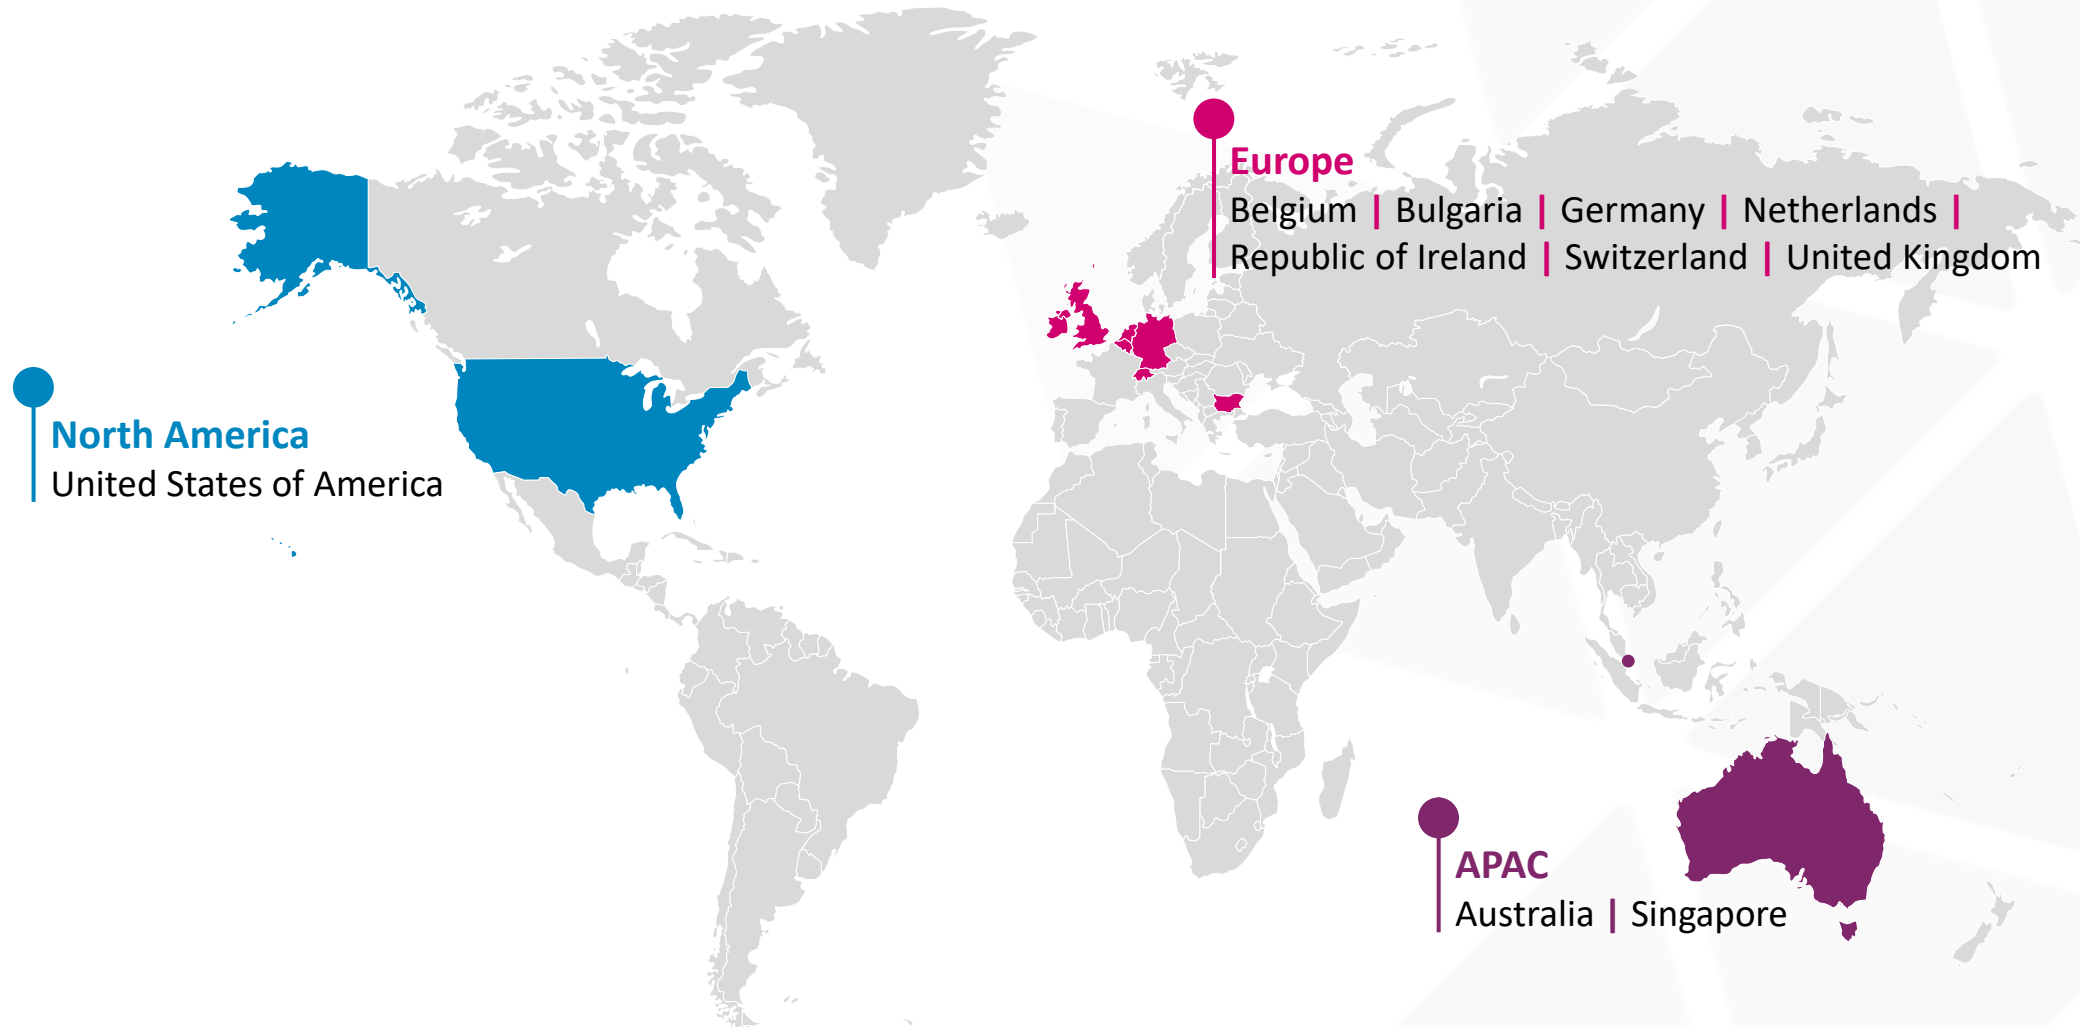 Europe
Belgium | Bulgaria | Germany | Netherlands |
Republic of Ireland | Switzerland | United Kingdom
North America
United States of America
APAC
Australia | Singapore